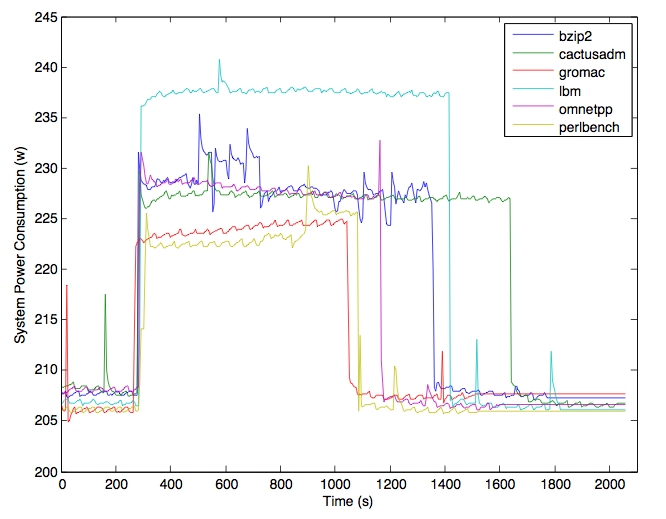 245
240
235
230
225
220
215
210
205
200
System Power Consumption (w)
bzip2
cactusadm
gromac
lbm
omnetpp
perlbench
0 200 400 600 800 1000 1200 1400 1600 1800 2000
Time (s)